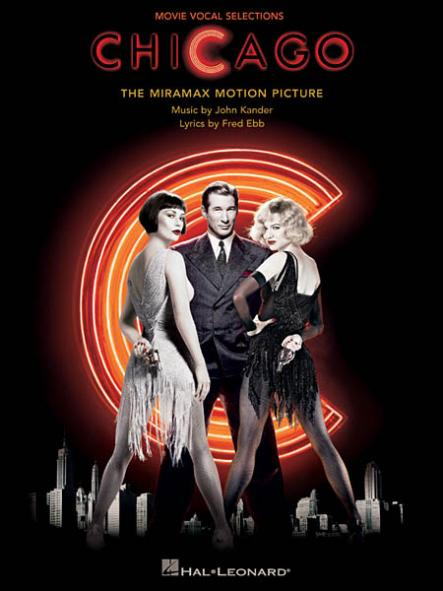 MOVIE VOCAL SELECTIONS
CHICAGO
THE MIRAMAX MOTION PICTURE
Music by John Kander
Lyrics by Fred Ebb
HAL•LEONARD®